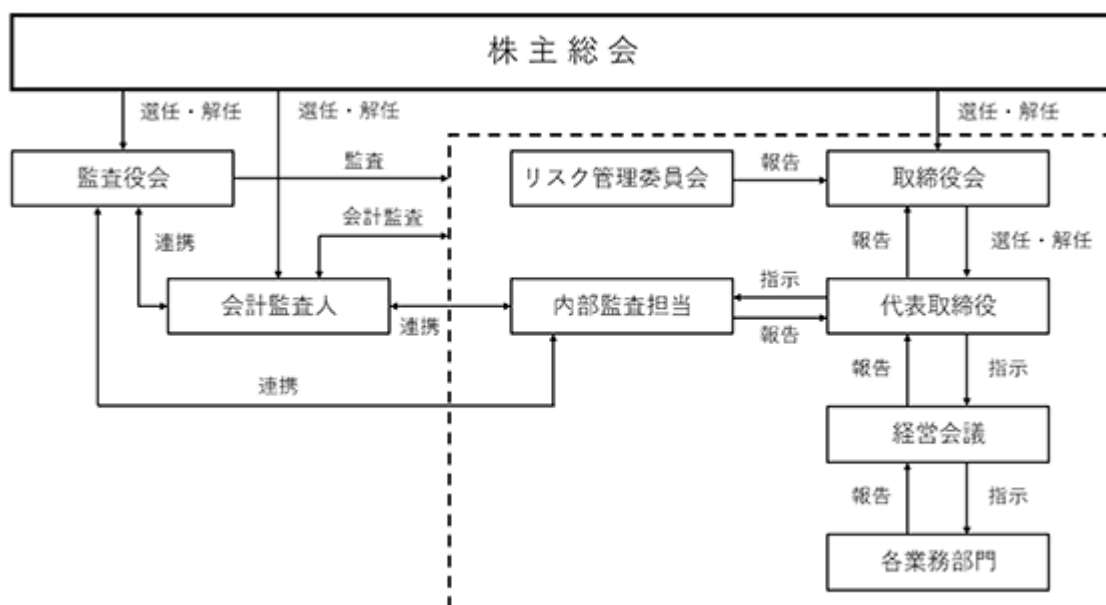 株主総会
選任・解任
選任・解任
選任・解任
監査役会
監査
リスク管理委員会
報告
取締役会
会計監査
連携
報告
選任・解任
会計監査人
連携
内部監査担当
指示
報告
代表取締役
連携
報告
指示
経営会議
報告
指示
各業務部門